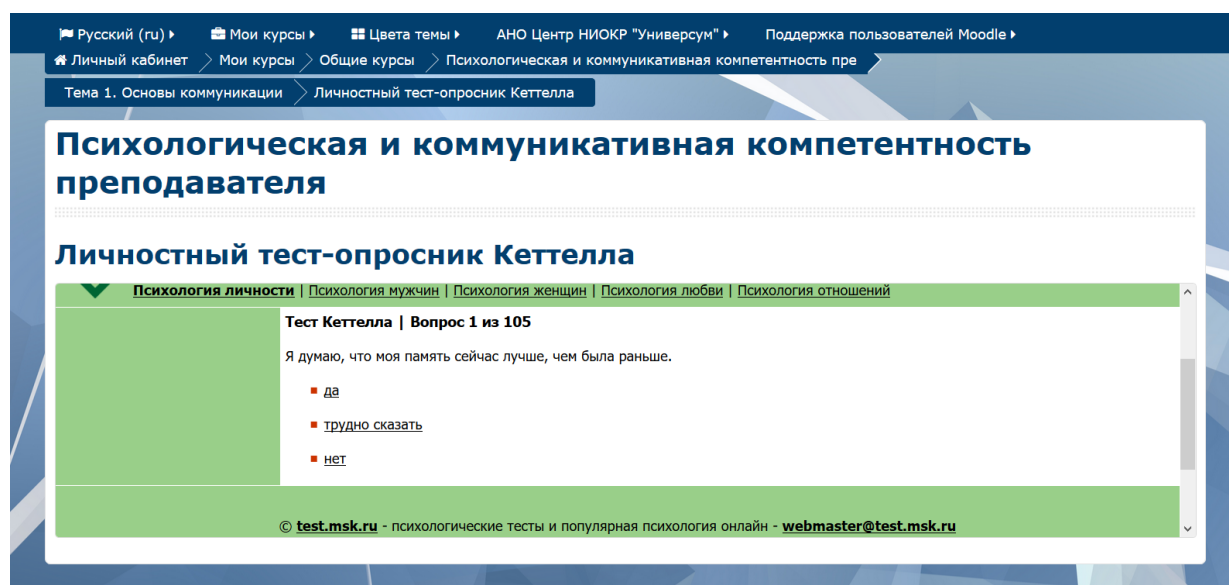 Русский (ru) Мои курсы Цвета темы АНО Центр НИОКР "Универсум" Поддержка пользователей Moodle
Личный кабинет Мои курсы Общие курсы Психологическая и коммуникативная компетентность пре
Тема 1. Основы коммуникации Личностный тест-опросник Кеттелла
Психологическая и коммуникативная компетентность
преподавателя
Личностный тест-опросник Кеттелла
Психология личности | Психология мужчин | Психология женщин | Психология любви | Психология отношений
Тест Кеттелла | Вопрос 1 из 105
Я думаю, что моя память сейчас лучше, чем была раньше.
да
трудно сказать
нет
© test.msk.ru - психологические тесты и популярная психология онлайн - webmaster@test.msk.ru